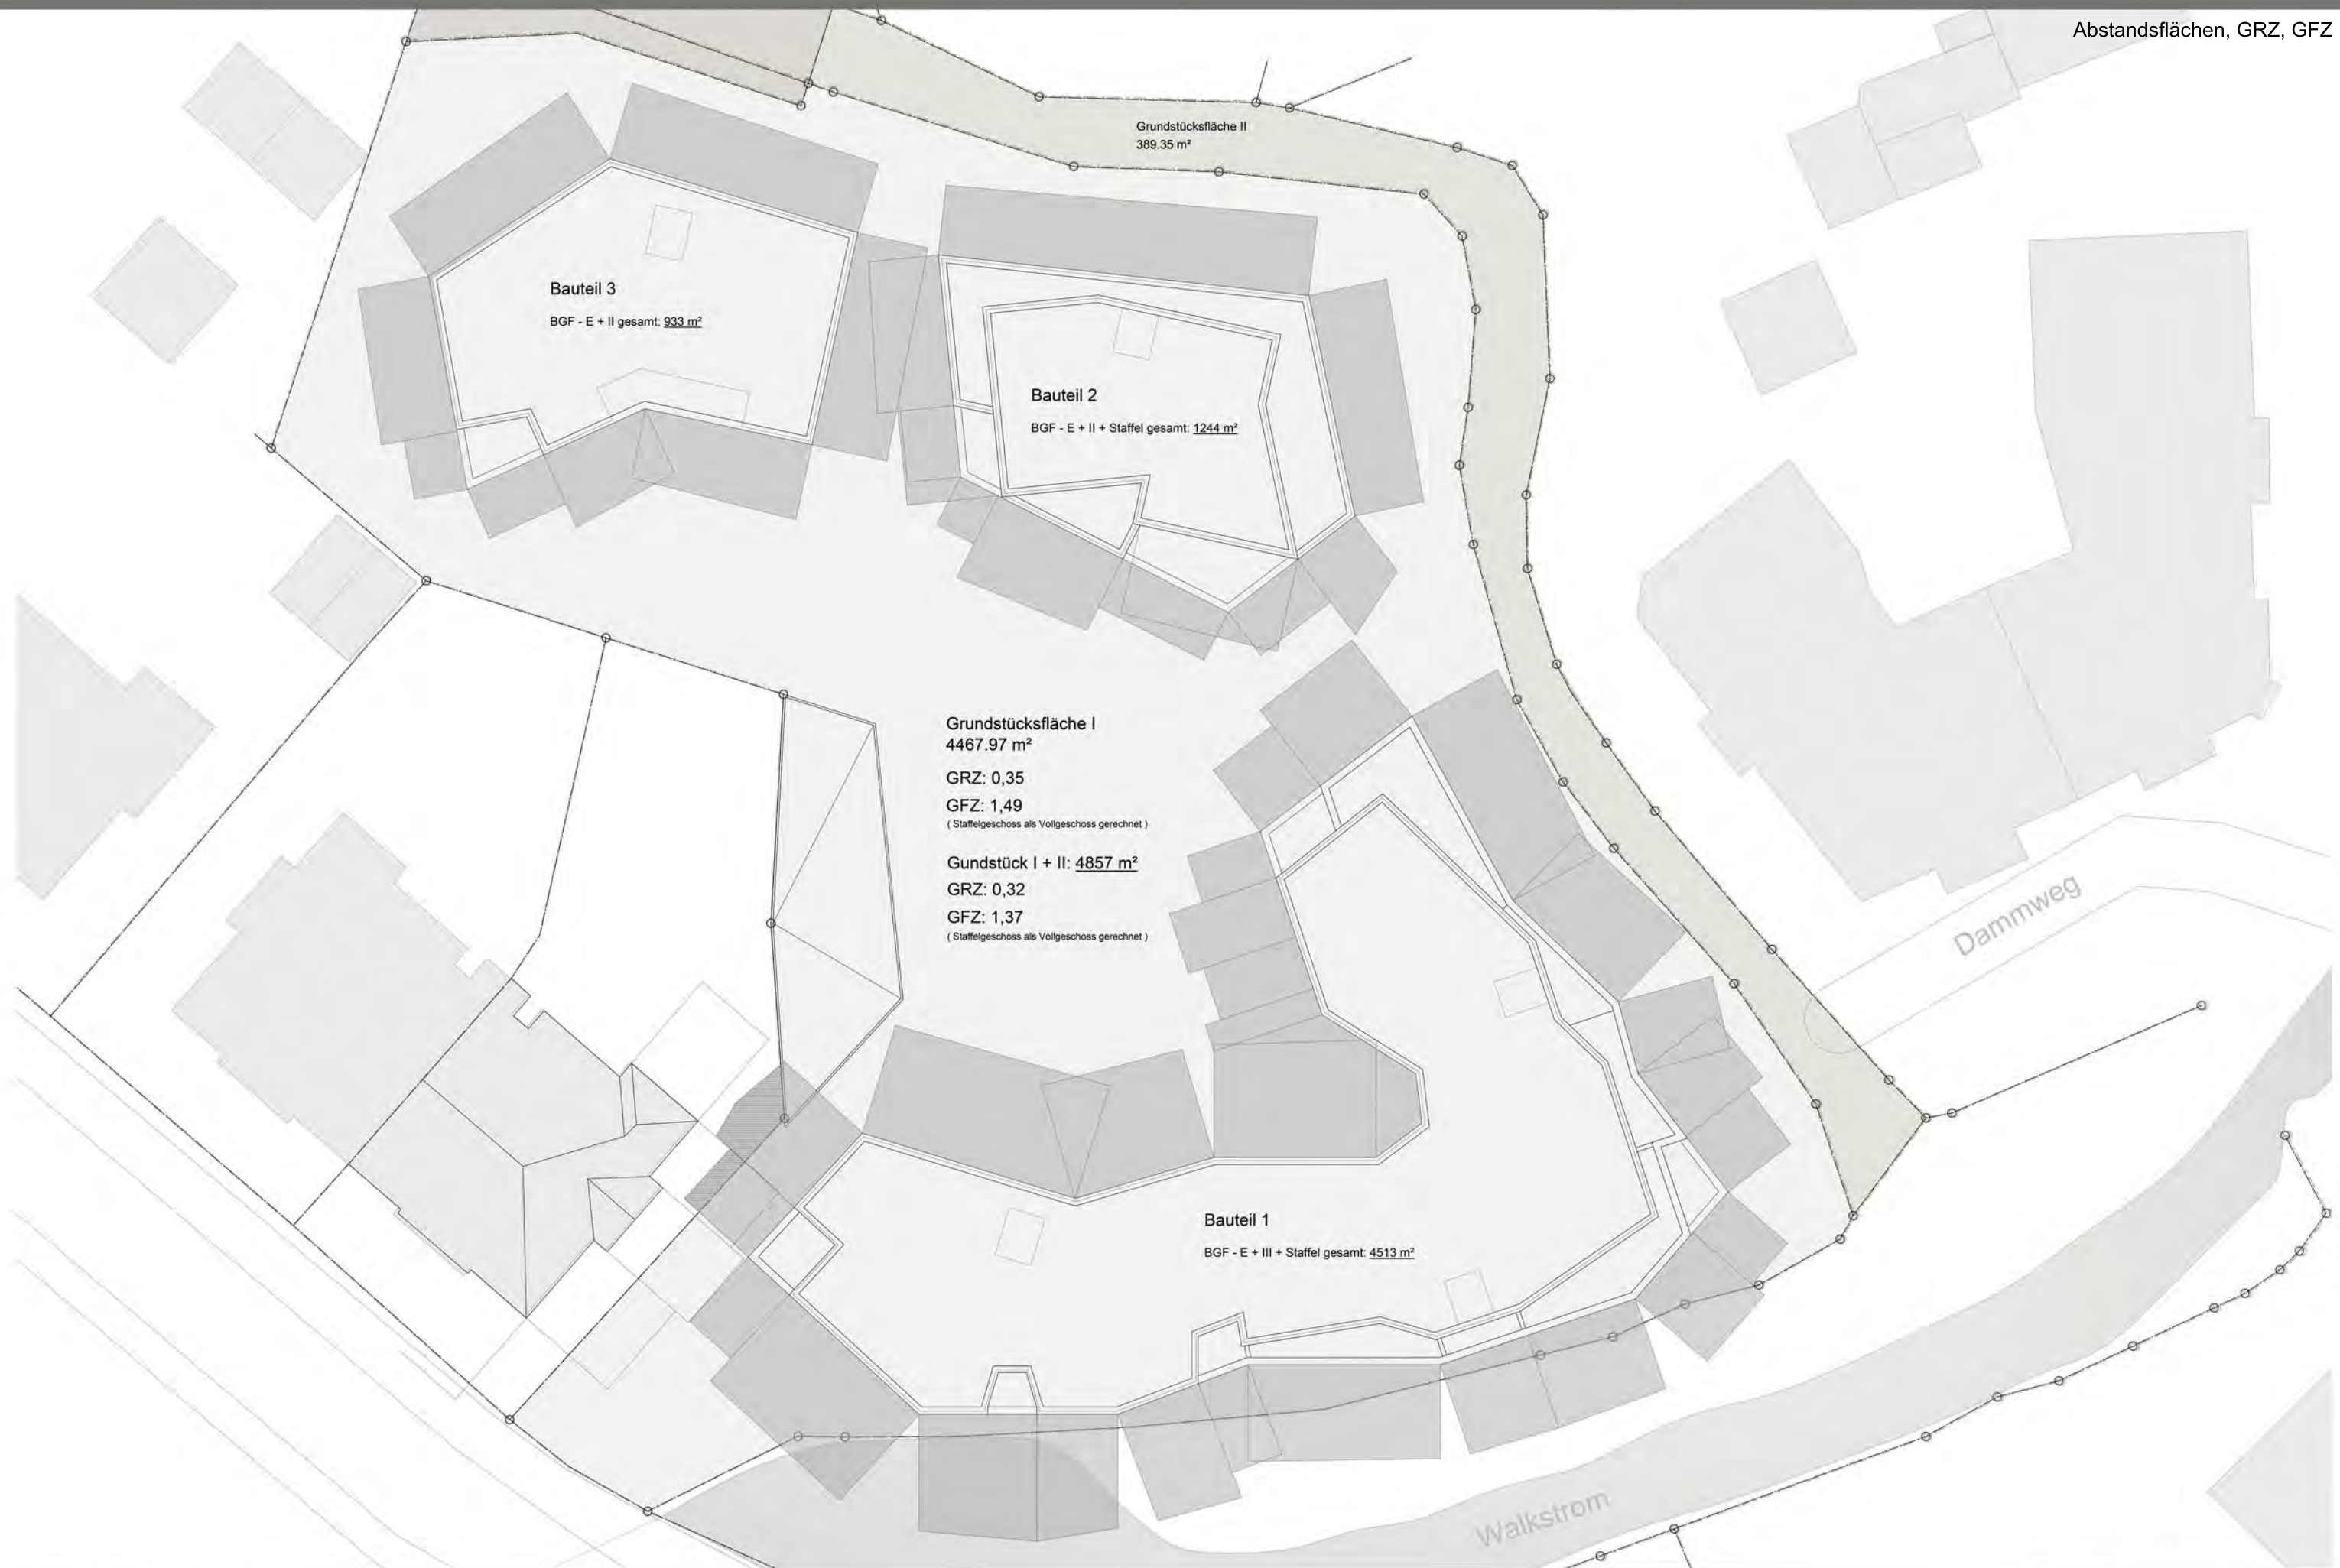 Abstandsflächen, GRZ, GFZ
Grundstücksfläche II
389.35 m²
Bauteil 3
BGF - E + II gesamt: 933 m²
Bauteil 2
BGF - E + II + Staffel gesamt: 1244 m²
Grundstücksfläche I
4467.97 m²
GRZ: 0,35
GFZ: 1,49
( Staffelgeschoss als Vollgeschoss gerechnet )
Gundstück I + II: 4857 m²
GRZ: 0,32
GFZ: 1,37
( Staffelgeschoss als Vollgeschoss gerechnet )
Dammweg
Bauteil 1
BGF - E + III + Staffel gesamt: 4513 m²
Walkstrom